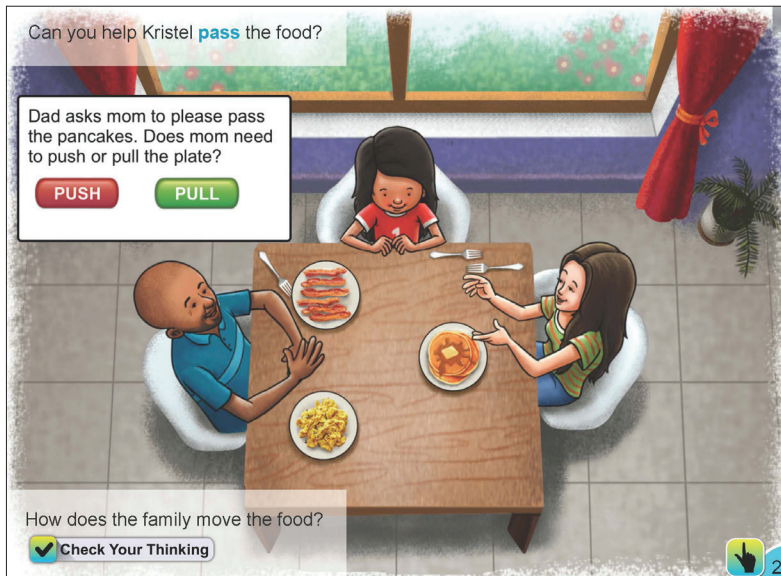 Can you help Kristel pass the food?
Dad asks mom to please pass
the pancakes. Does mom need
to push or pull the plate?
PUSH PULL
1
How does the family move the food?
Check Your Thinking
2